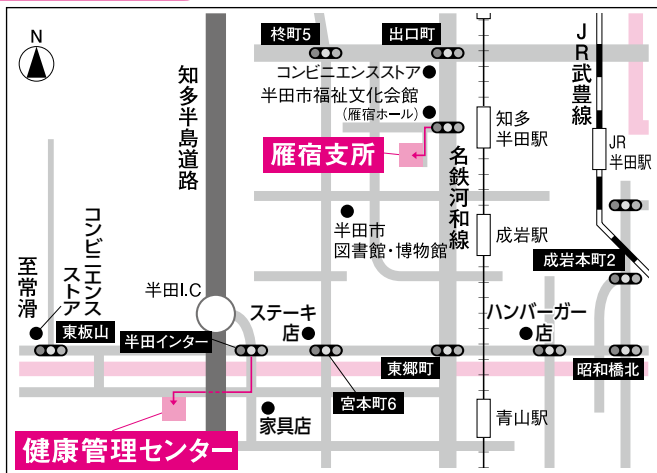 N
柊町5
出口町
JR武豊線
コンビニエンスストア
半田市福祉文化会館
（雁宿ホール）
知多半島道路
雁宿支所
名鉄河和線
知多
半田駅
JR
半田駅
半田市
図書館・博物館
成岩駅
成岩本町2
コンビニエンス
ストア
至常滑
半田I.C
ステーキ
店
ハンバーガー
店
東板山
半田インター
東郷町
昭和橋北
宮本町6
家具店
青山駅
健康管理センター